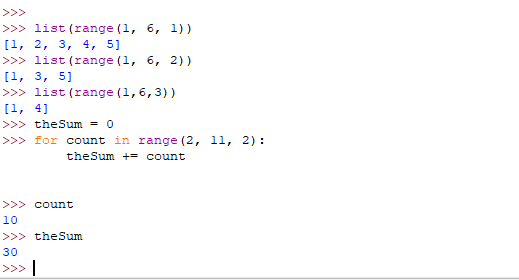 >>>
>>> list(range(1, 6, 1))
[1, 2, 3, 4, 5]
>>> list(range(1, 6, 2))
[1, 3, 5]
>>> list(range(1,6,3))
[1, 4]
>>> theSum = 0
>>> for count in range(2, 11, 2):
        theSum += count
>>> count
10
>>> theSum
30
>>>